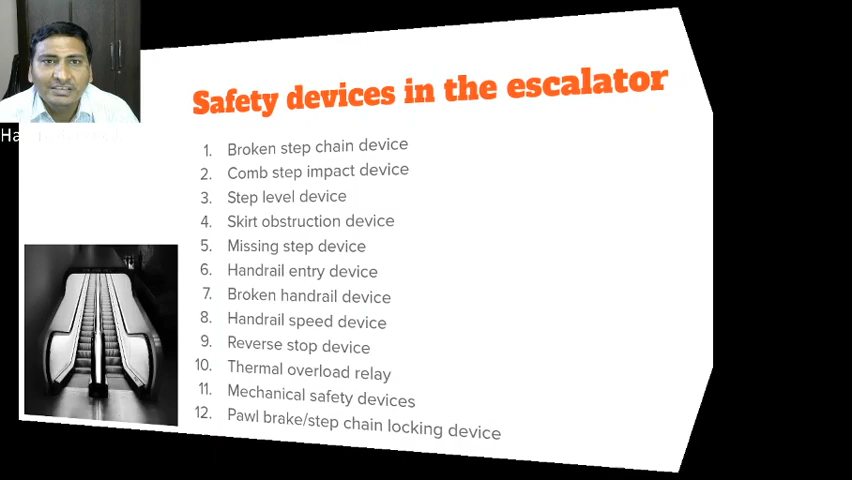 Safety devices in the escalator
1. Broken step chain device
2. Comb step impact device
3. Step level device
4. Skirt obstruction device
5. Missing step device
6. Handrail entry device
7. Broken handrail device
8. Handrail speed device
9. Reverse stop device
10. Thermal overload relay
11. Mechanical safety devices
12. Pawl brake/step chain locking device